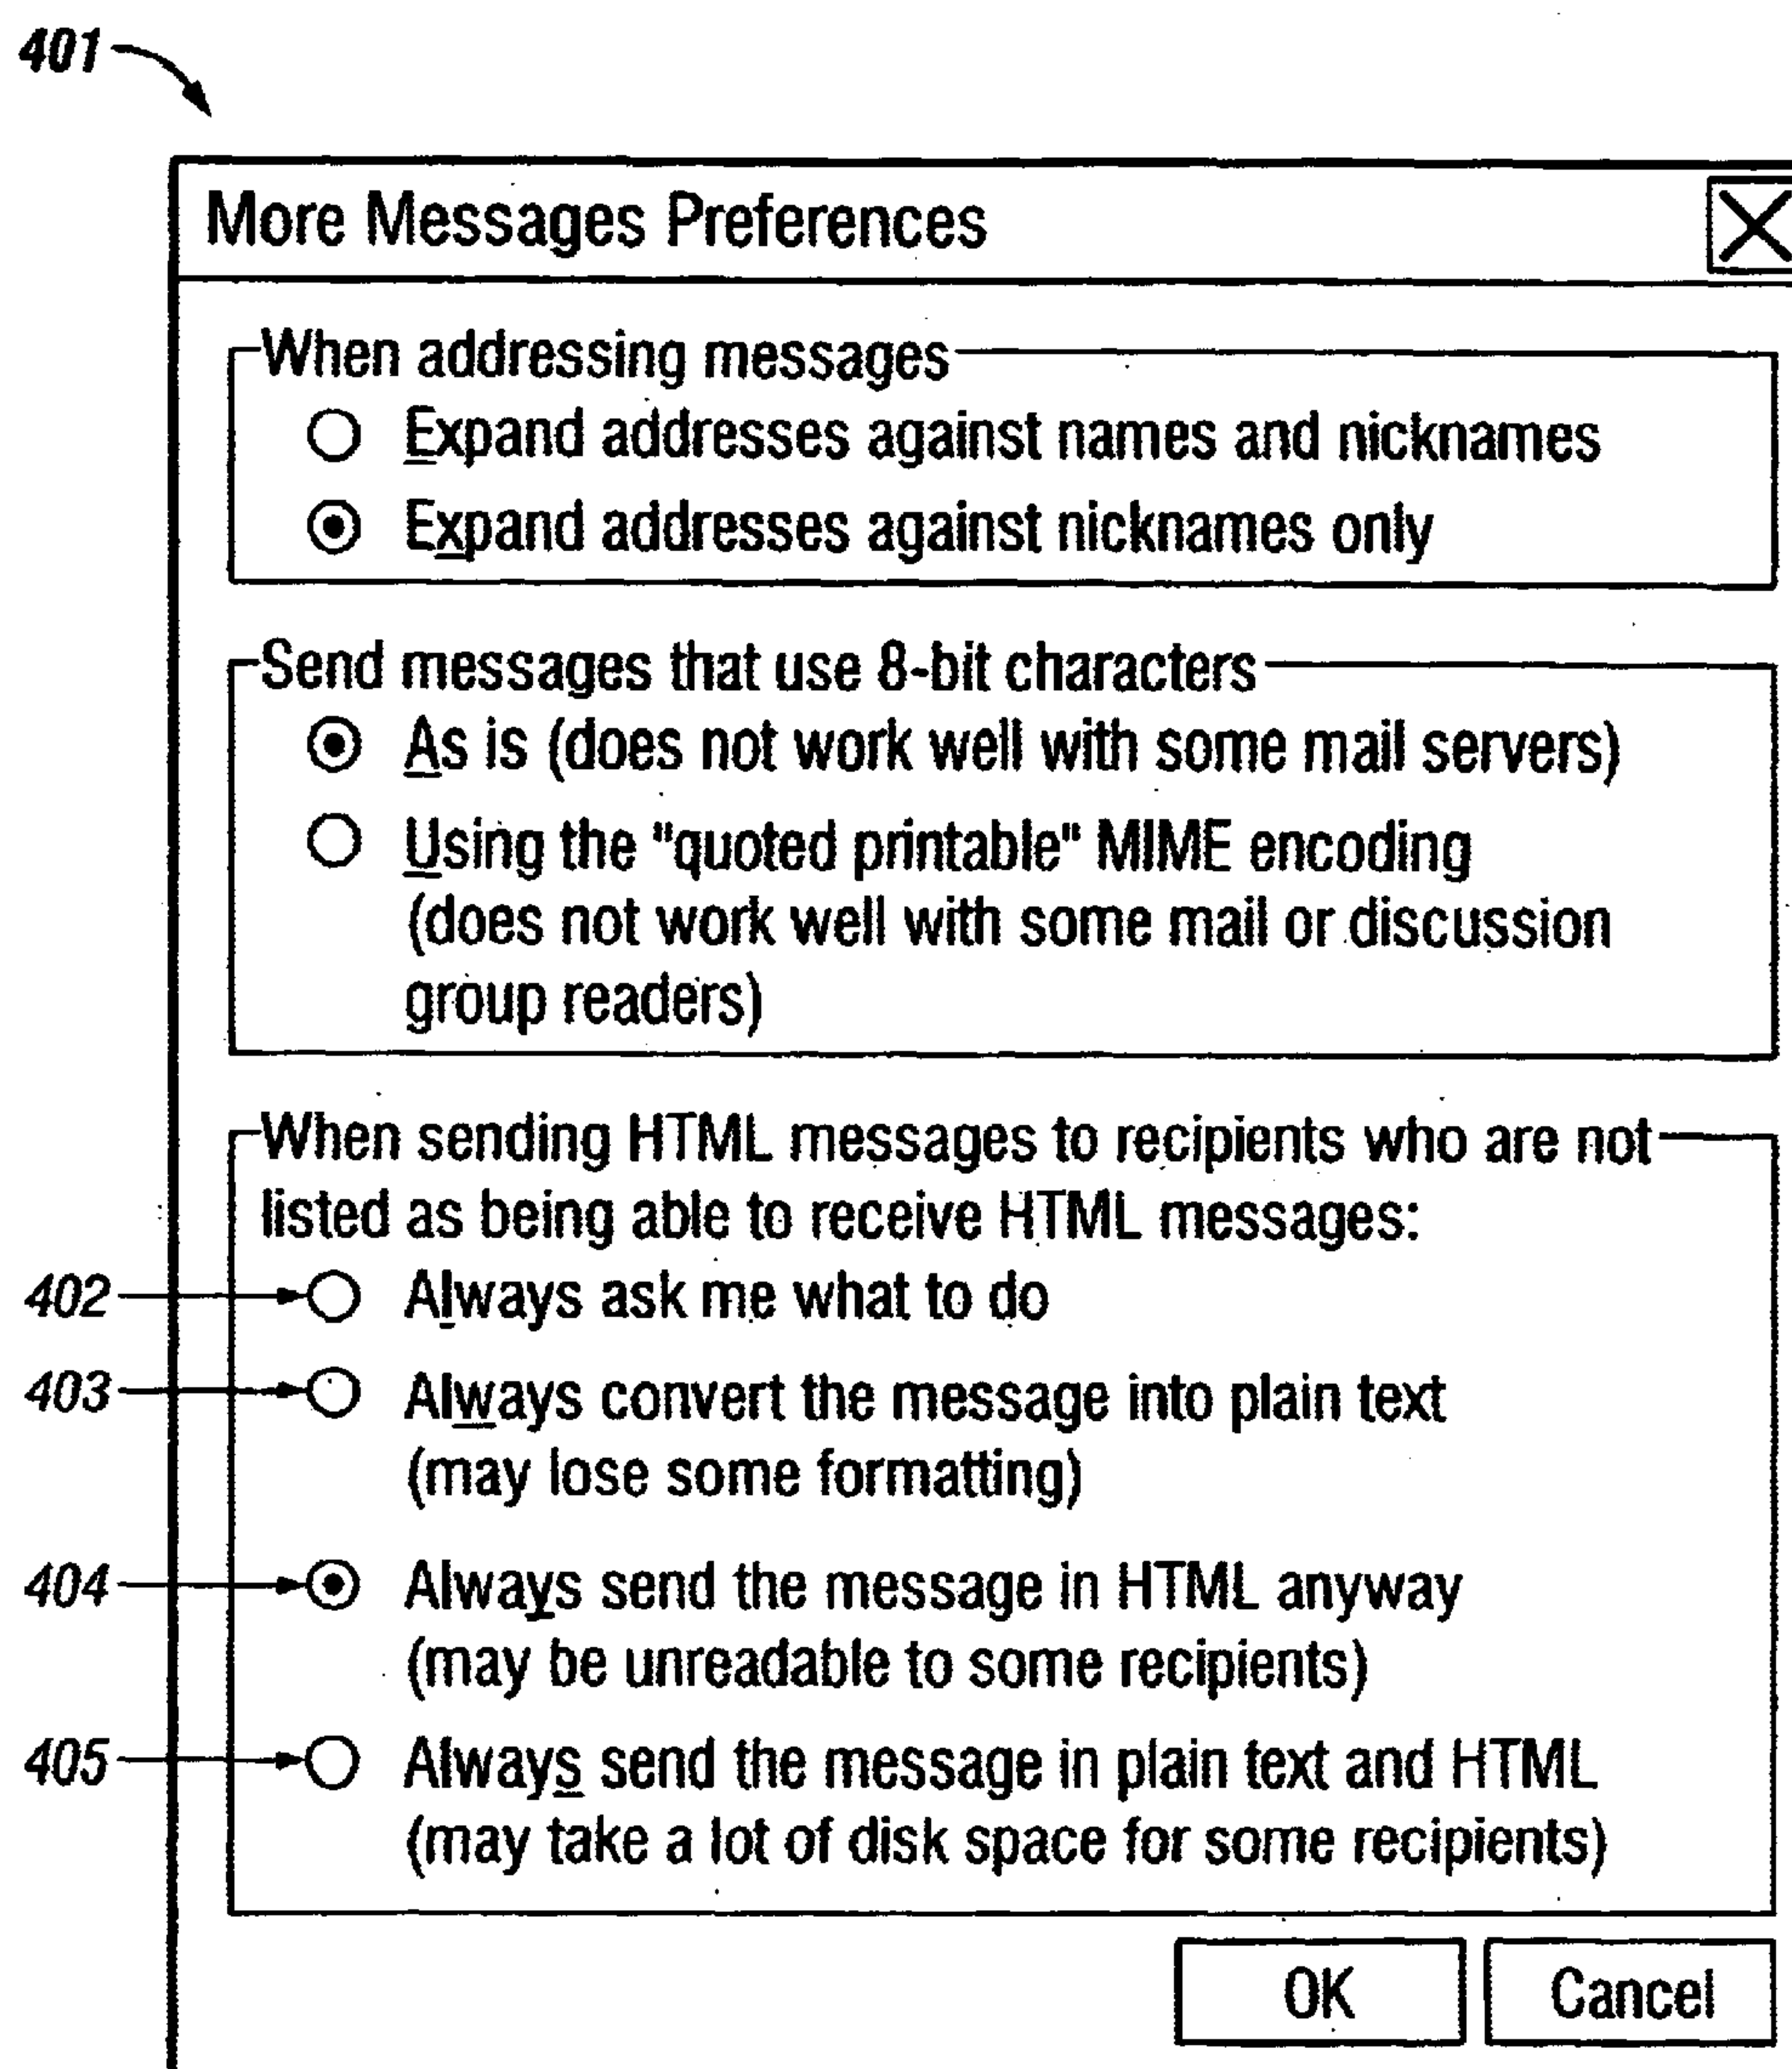 401
More Messages Preferences
When addressing messages
Expand addresses against names and nicknames
Expand addresses against nicknames only
Send messages that use 8-bit characters
As is (does not work well with some mail servers)
Using the "quoted printable" MIME encoding
(does not work well with some mail or discussion
group readers)
When sending HTML messages to recipients who are not
listed as being able to receive HTML messages:
402 Always ask me what to do
403 Always convert the message into plain text
(may lose some formatting)
404 Always send the message in HTML anyway
(may be unreadable to some recipients)
405 Always send the message in plain text and HTML
(may take a lot of disk space for some recipients)
OK Cancel